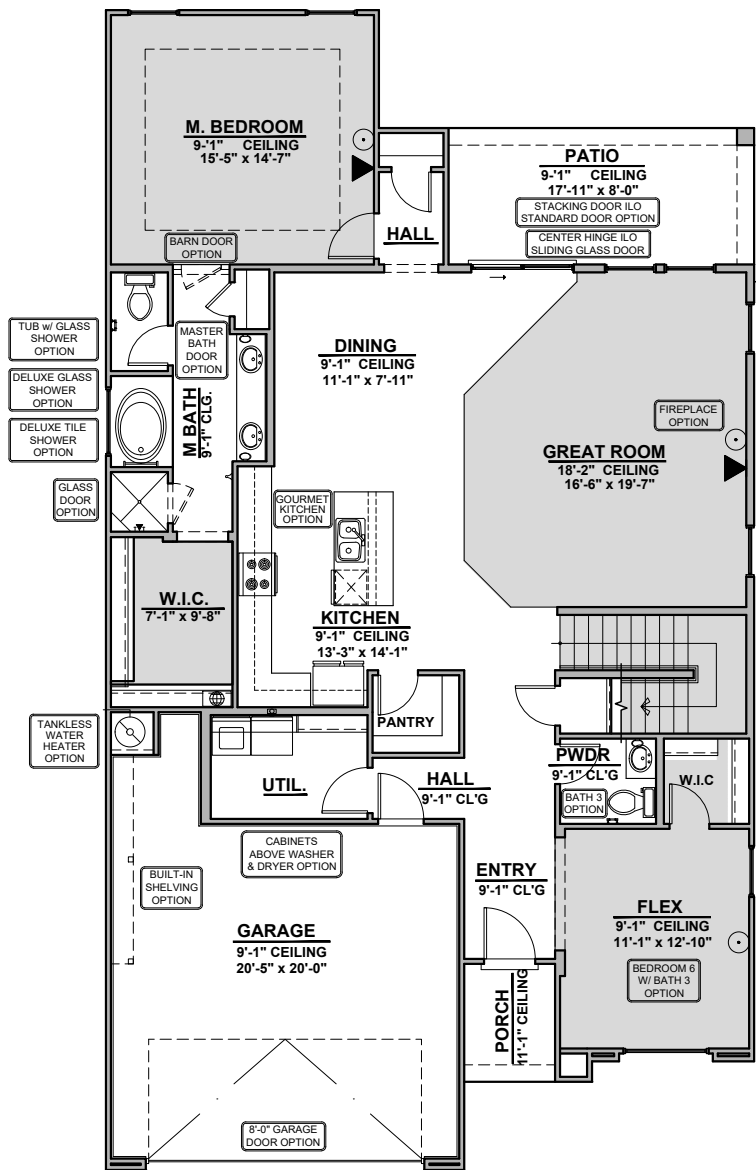 M. BEDROOM
9-'1" CEILING
15'-5" x 14'-7"
PATIO
9-'1" CEILING
17'-11" x 8'-0"
STACKING DOOR ILO
STANDARD DOOR OPTION
CENTER HINGE ILO
SLIDING GLASS DOOR
HALL
BARN DOOR
OPTION
TUB w/ GLASS
SHOWER
OPTION
MASTER
BATH
DOOR
OPTION
DINING
9'-1" CEILING
11'-1" x 7'-11"
DELUXE GLASS
SHOWER
OPTION
DELUXE TILE
SHOWER
OPTION
M BATH
9'-1" CLG.
FIREPLACE
OPTION
GREAT ROOM
18'-2" CEILING
16'-6" x 19'-7"
GLASS
DOOR
OPTION
GOURMET
KITCHEN
OPTION
W.I.C.
7'-1" x 9'-8"
KITCHEN
9'-1" CEILING
13'-3" x 14'-1"
PANTRY
TANKLESS
WATER
HEATER
OPTION
UTIL.
HALL
9'-1" CL'G
PWDR
9'-1" CL'G
BATH 3
OPTION
W.I.C
CABINETS
ABOVE WASHER
& DRYER OPTION
BUILT-IN
SHELVING
OPTION
ENTRY
9'-1" CL'G
FLEX
9'-1" CEILING
11'-1" x 12'-10"
BEDROOM 6
W/ BATH 3
OPTION
GARAGE
9'-1" CEILING
20'-5" x 20'-0"
PORCH
11'-1" CEILING
8'-0" GARAGE
DOOR OPTION